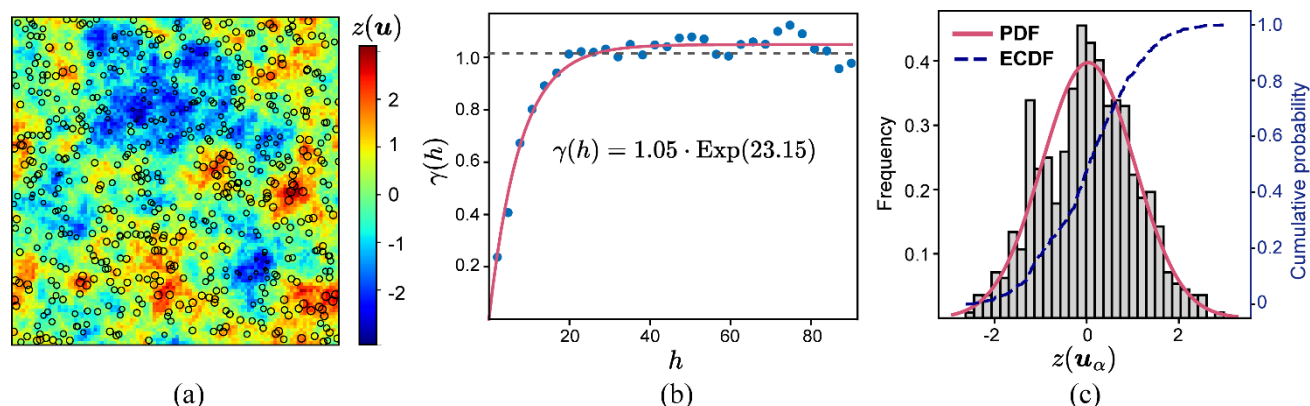 z(u)
2
1
0
-1
-2
(a)
γ(h)
1.0
0.8
0.6
0.4
0.2
γ(h) = 1.05 · Exp(23.15)
20
40
60
80
h
(b)
PDF
ECDF
Frequency
0.4
0.3
0.2
0.1
-2
0
2
z(uα)
1.0
0.8
0.6
0.4
0.2
0
Cumulative probability
(c)